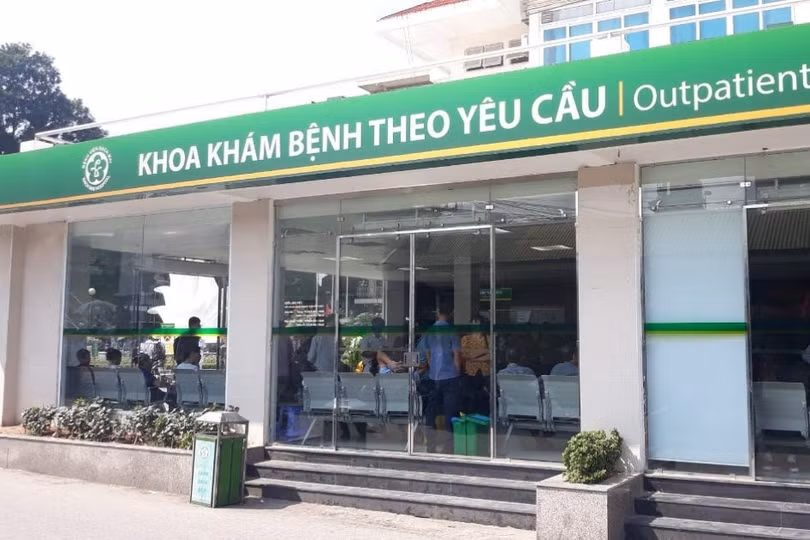 KHOA KHÁM BỆNH THEO YÊU CẦU | Outpatient